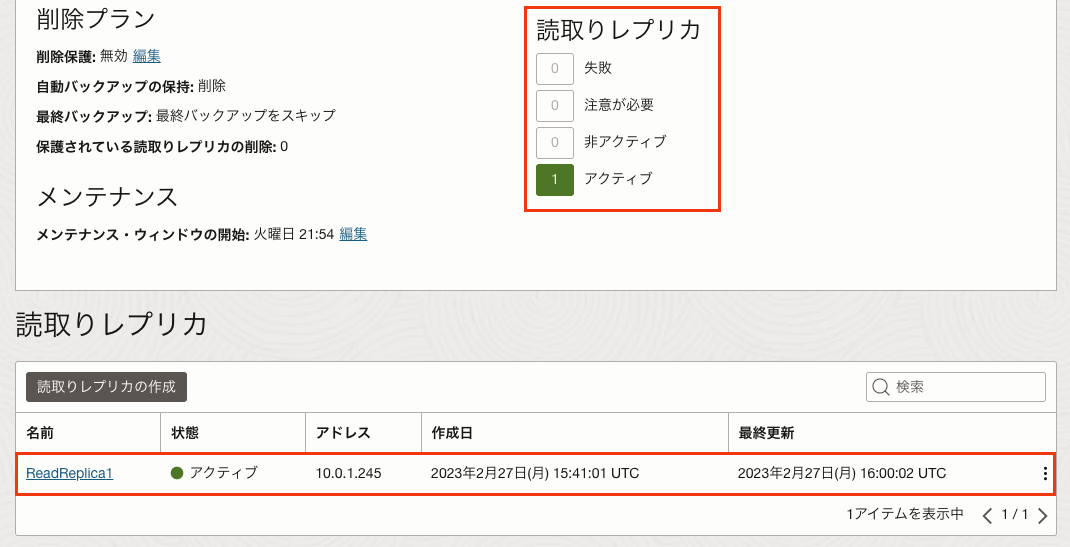 削除プラン
削除保護: 無効 編集
自動バックアップの保持: 削除
最終バックアップ: 最終バックアップをスキップ
保護されている読取りレプリカの削除: 0
メンテナンス
メンテナンス・ウィンドウの開始: 火曜日 21:54 編集
読取りレプリカ
0 失敗
0 注意が必要
0 非アクティブ
1 アクティブ
読取りレプリカ
読取りレプリカの作成
検索
名前 状態 アドレス 作成日 最終更新
ReadReplica1 アクティブ 10.0.1.245 2023年2月27日(月) 15:41:01 UTC 2023年2月27日(月) 16:00:02 UTC
1アイテムを表示中 1 / 1